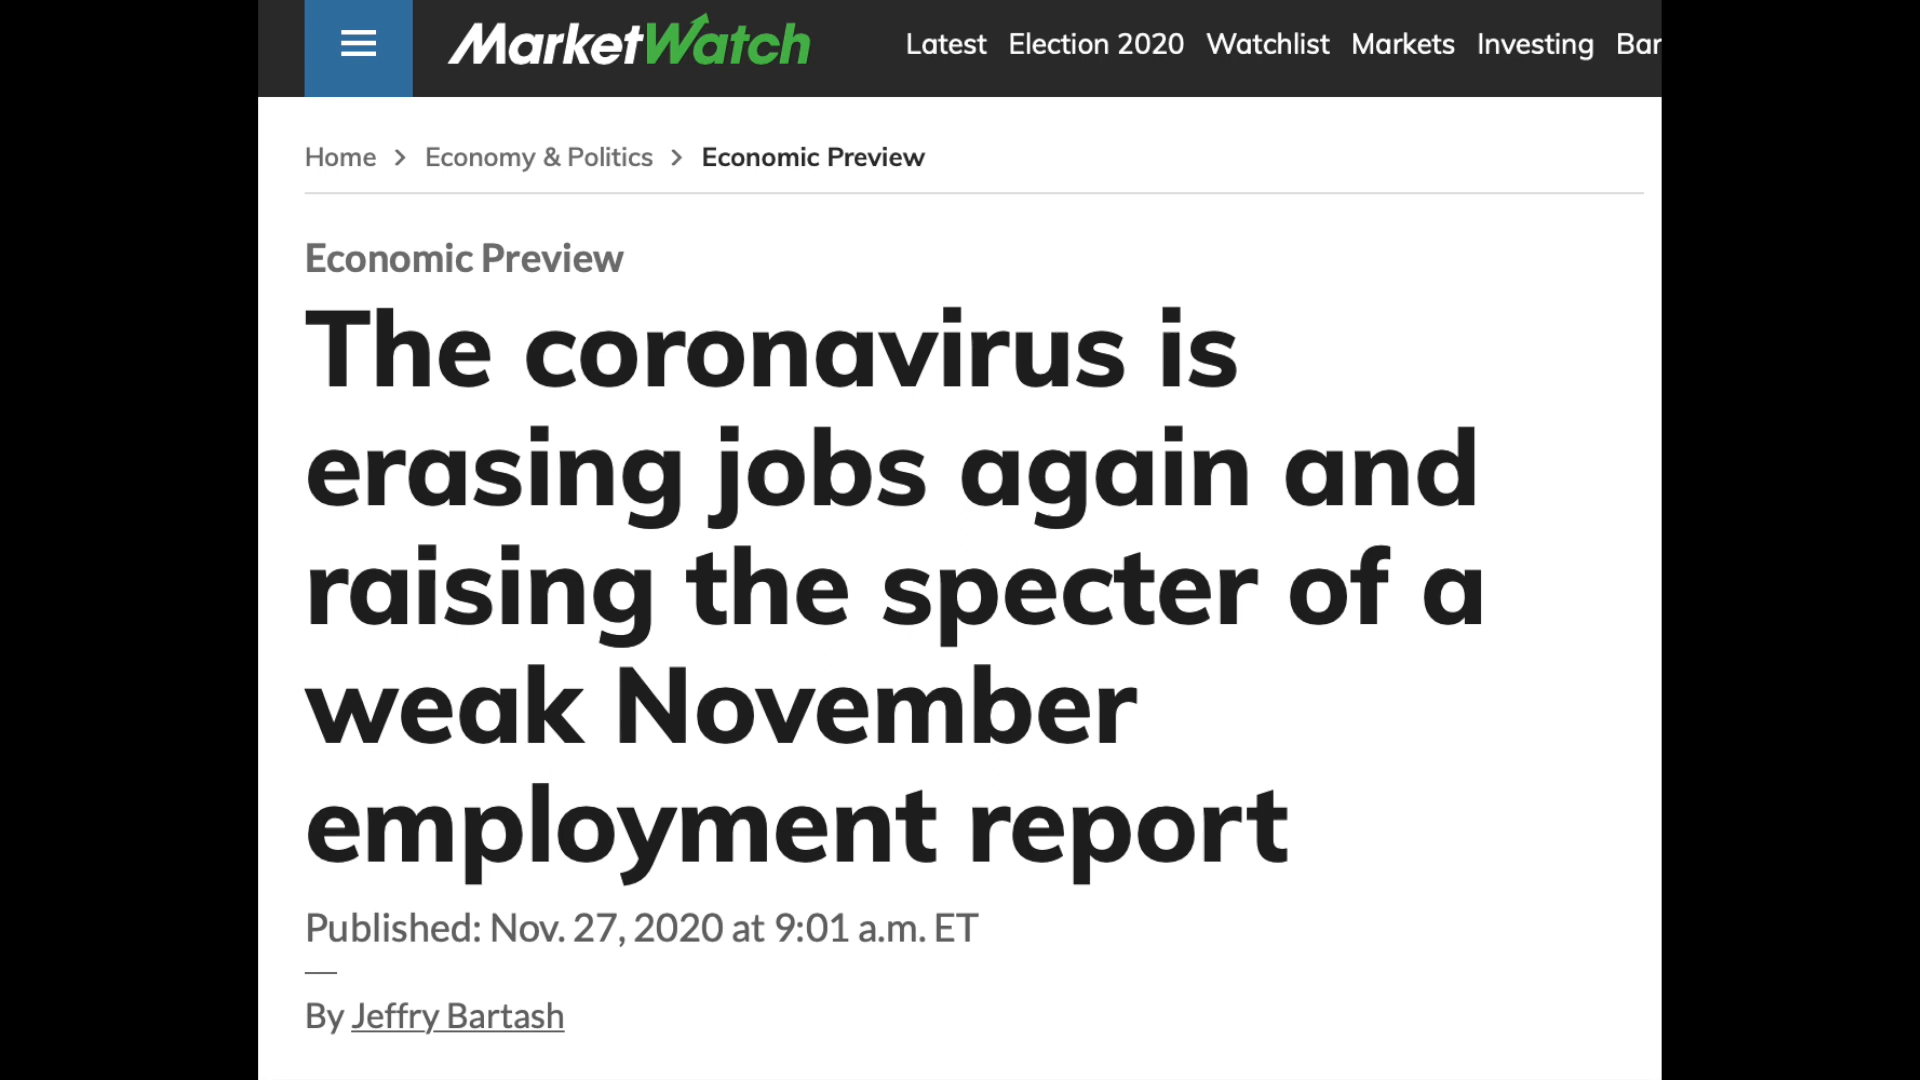 MarketWatch Latest Election 2020 Watchlist Markets Investing Bar
Home > Economy & Politics > Economic Preview
Economic Preview
The coronavirus is
erasing jobs again and
raising the specter of a
weak November
employment report
Published: Nov. 27, 2020 at 9:01 a.m. ET
By Jeffry Bartash